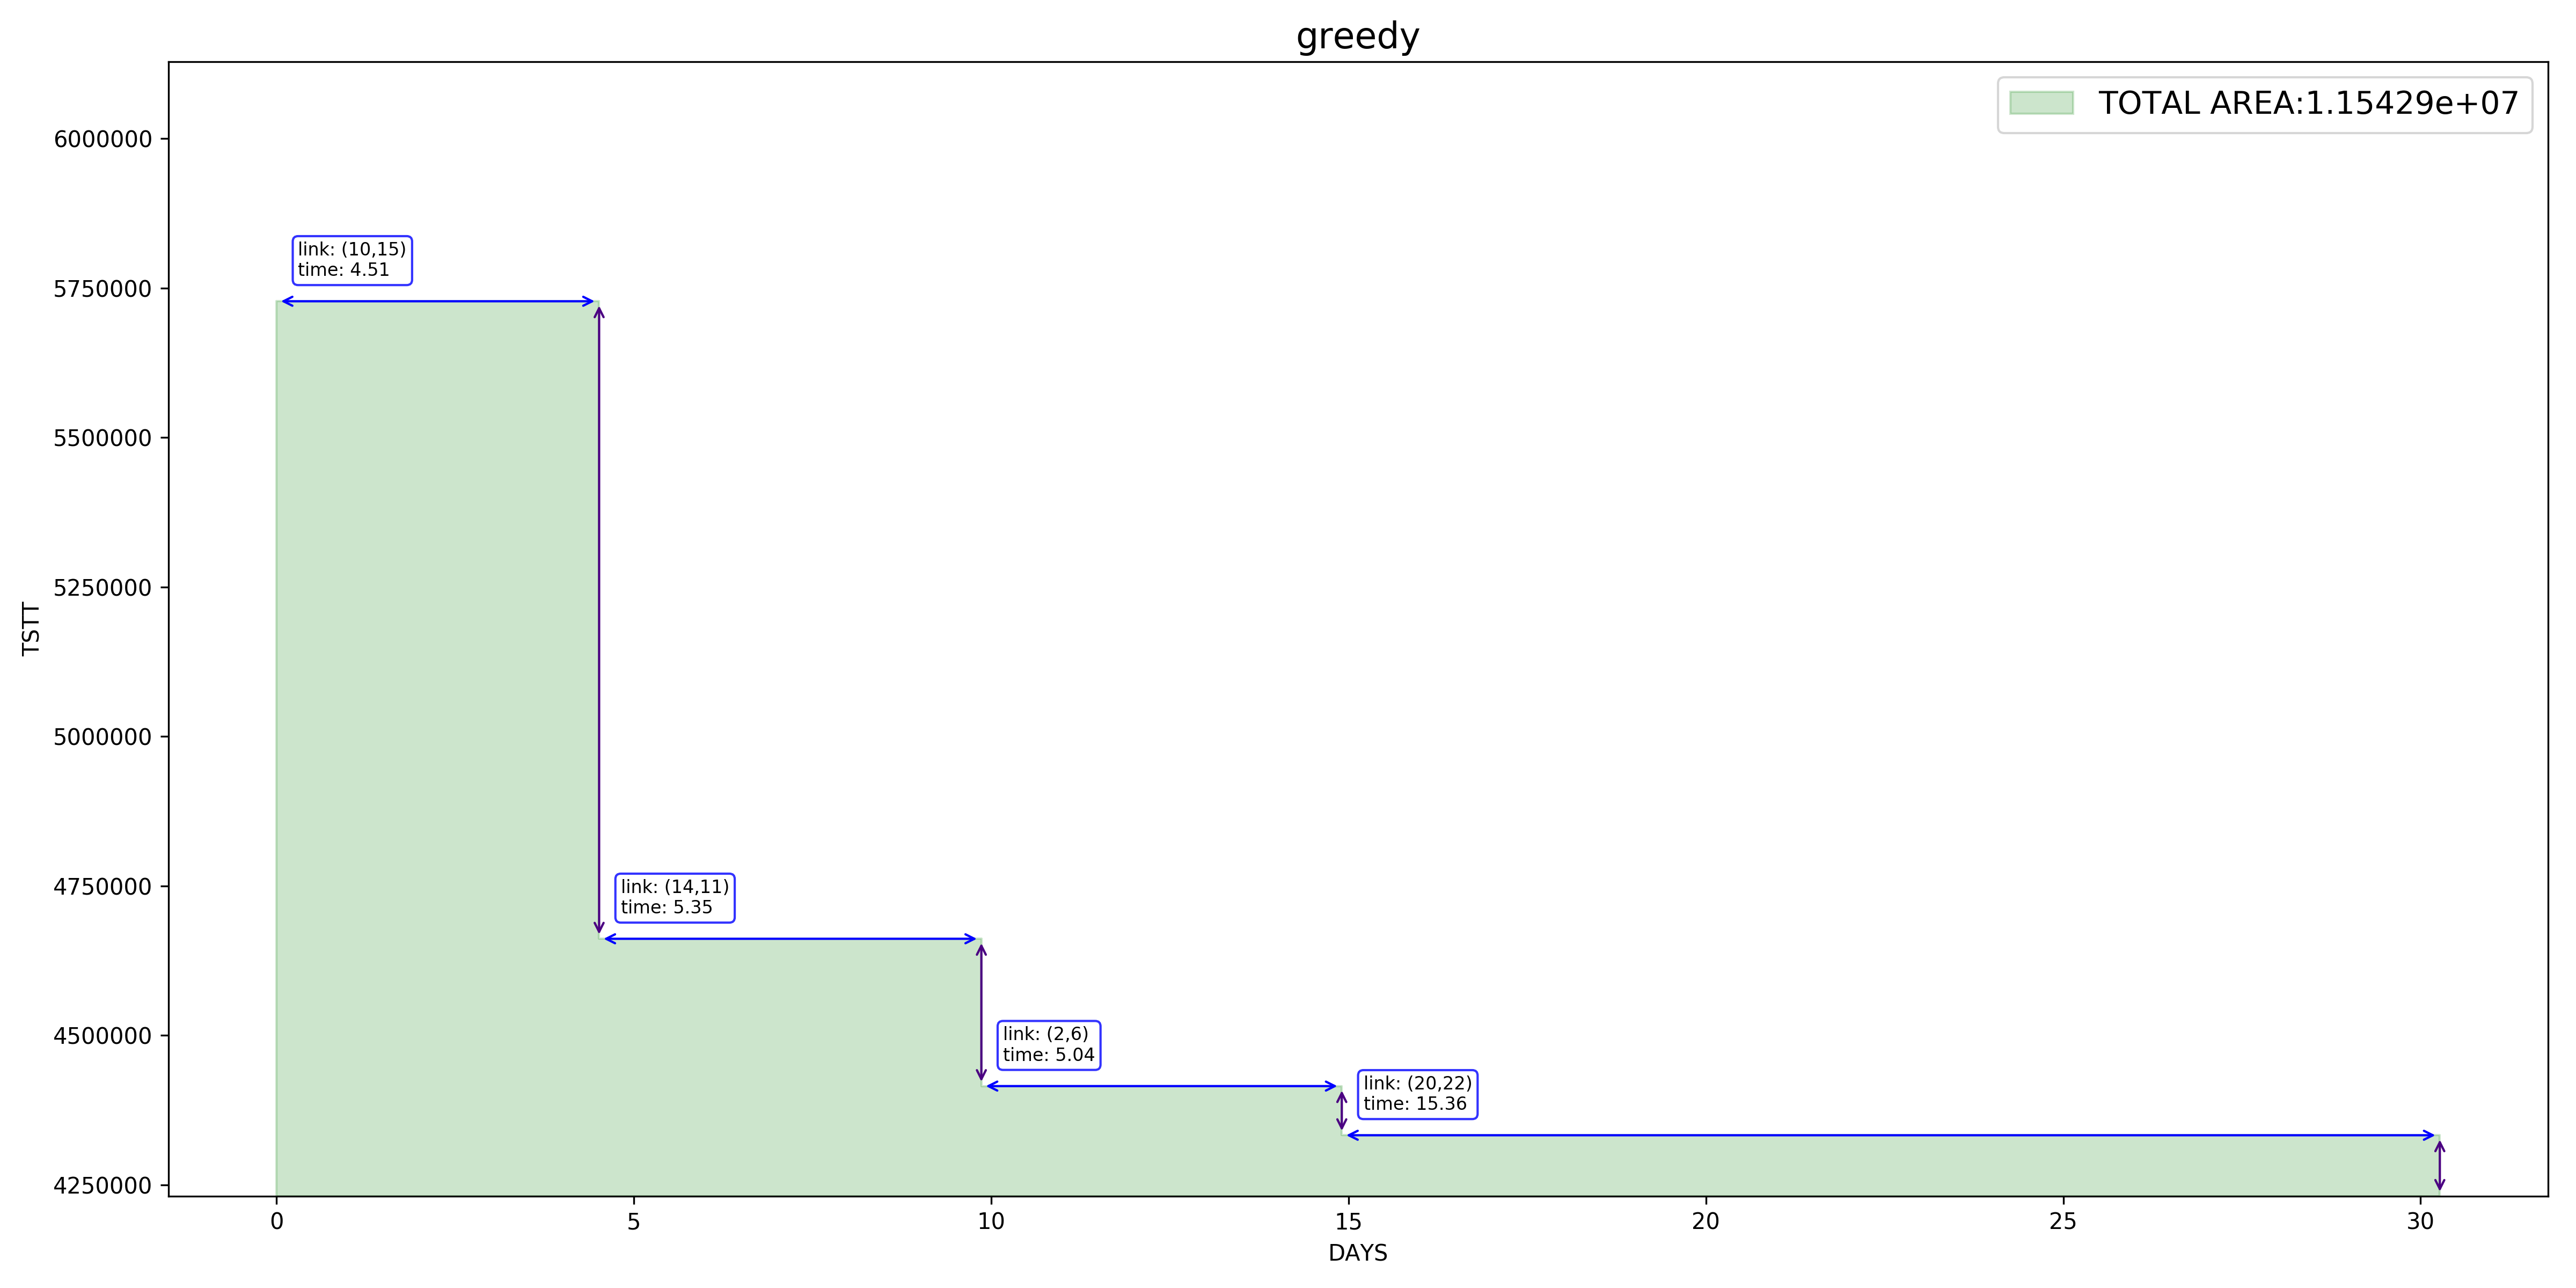 greedy
TOTAL AREA:1.15429e+07
6000000
5750000
5500000
5250000
5000000
4750000
4500000
4250000
TSTT
link: (10,15)
time: 4.51
link: (14,11)
time: 5.35
link: (2,6)
time: 5.04
link: (20,22)
time: 15.36
0 5 10 15 20 25 30
DAYS